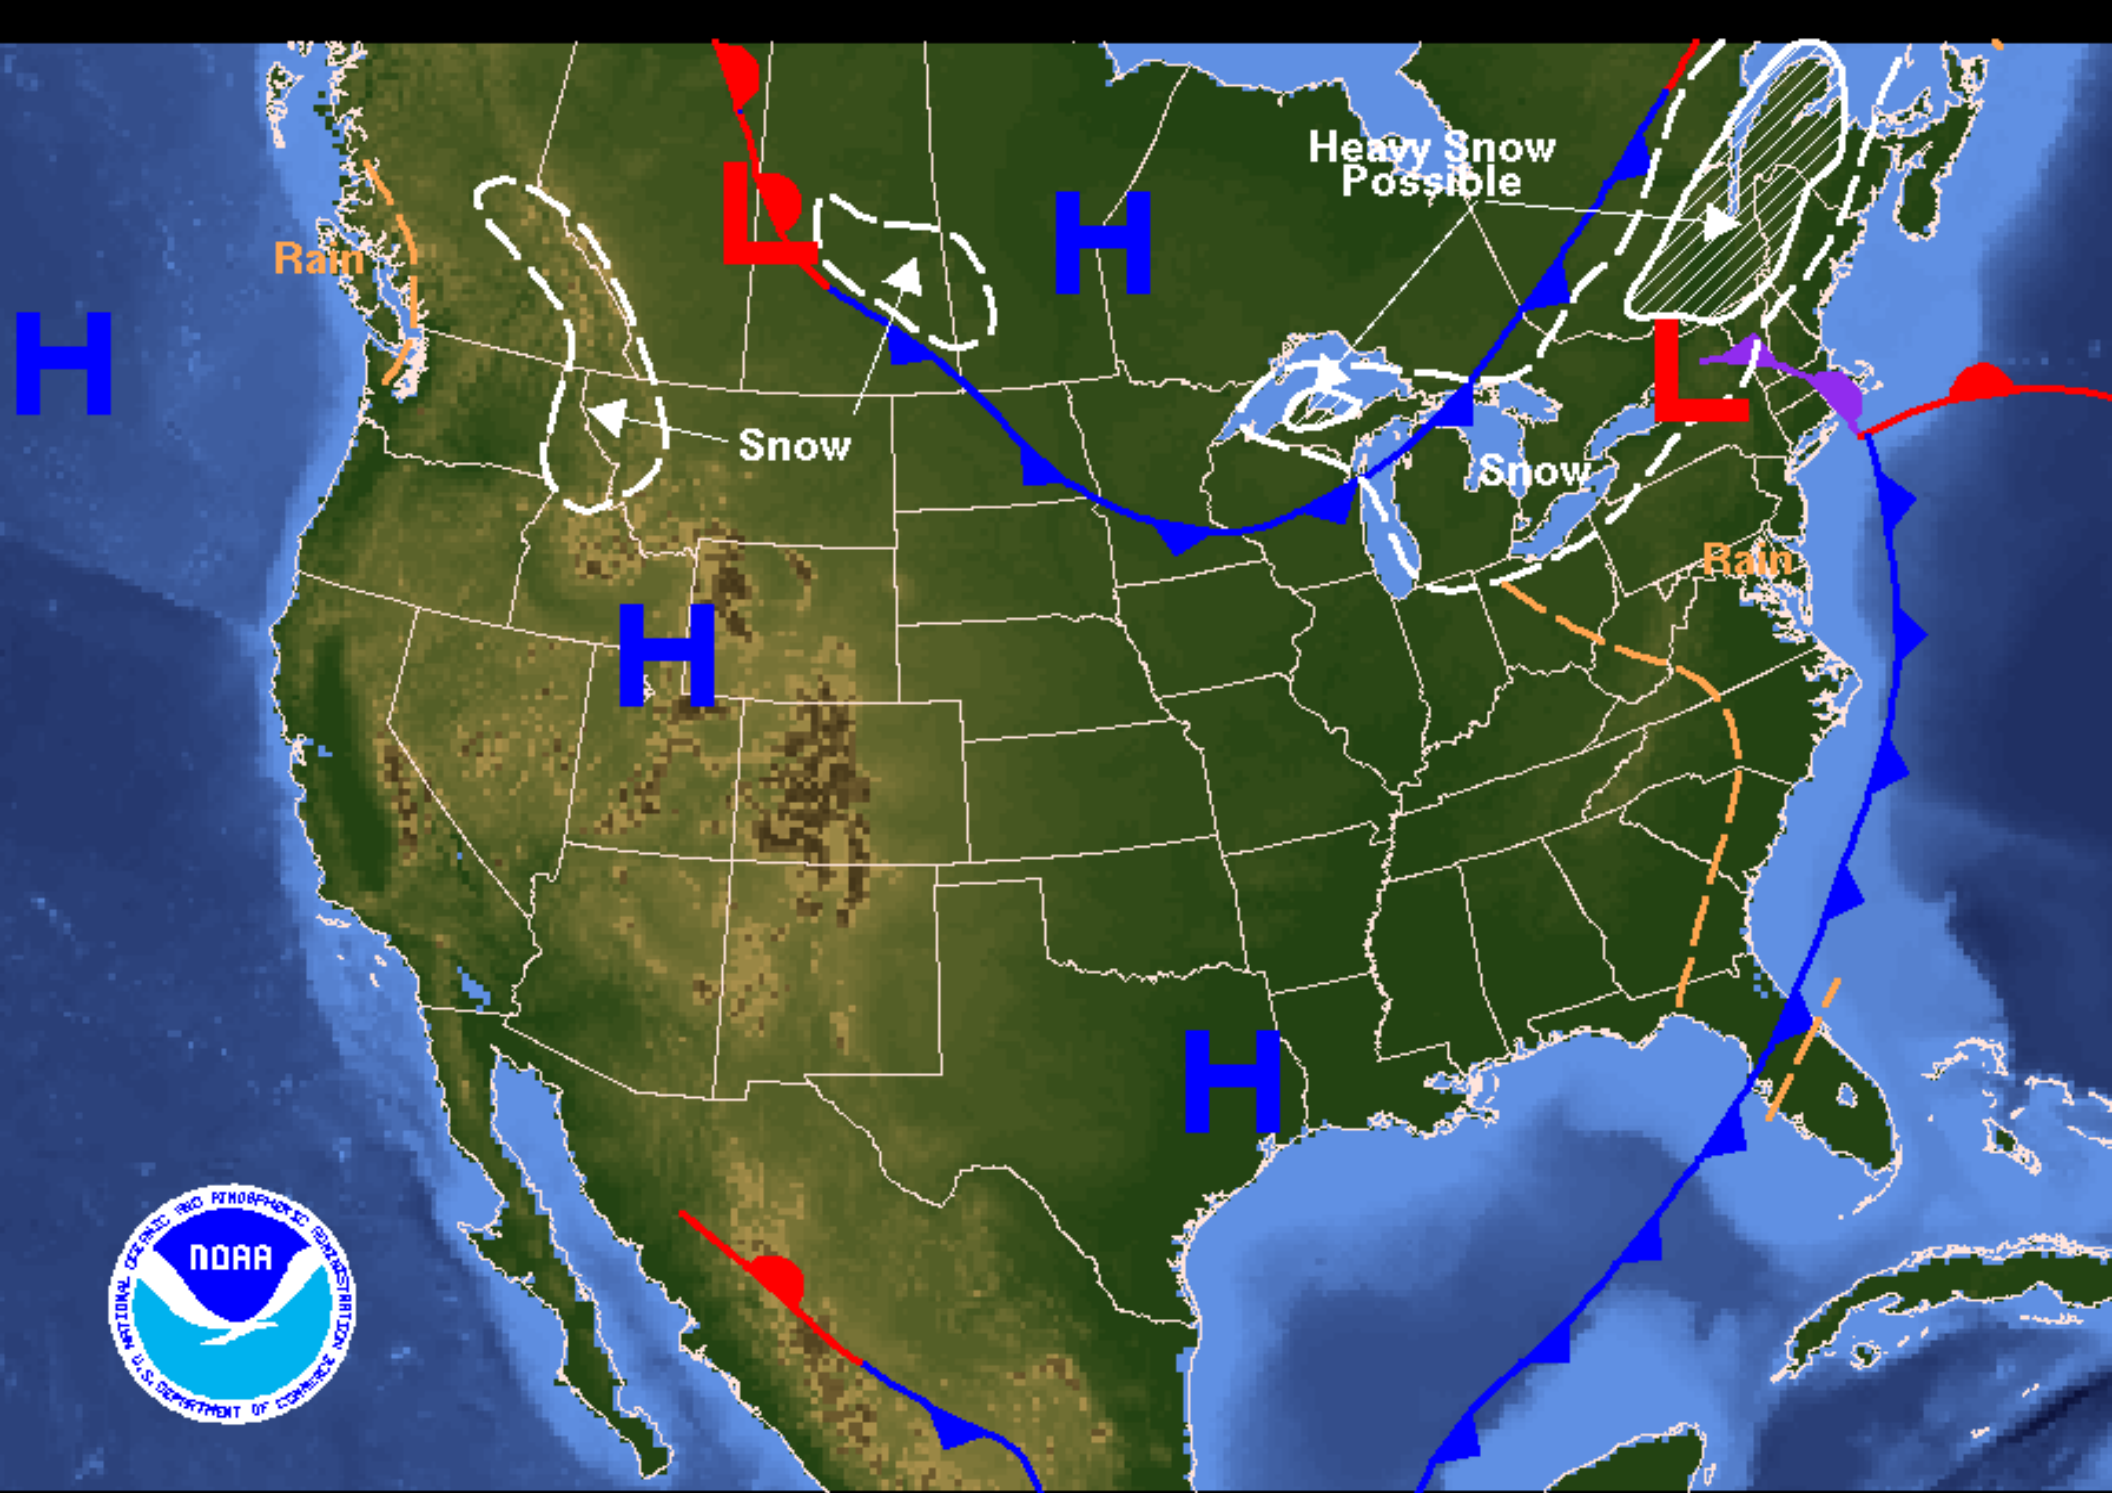 Heavy Snow
Possible
Rain
L
H
H
L
Snow
Snow
Rain
H
H
NATIONAL OCEANIC AND ATMOSPHERIC ADMINISTRATION
NOAA
U.S. DEPARTMENT OF COMMERCE